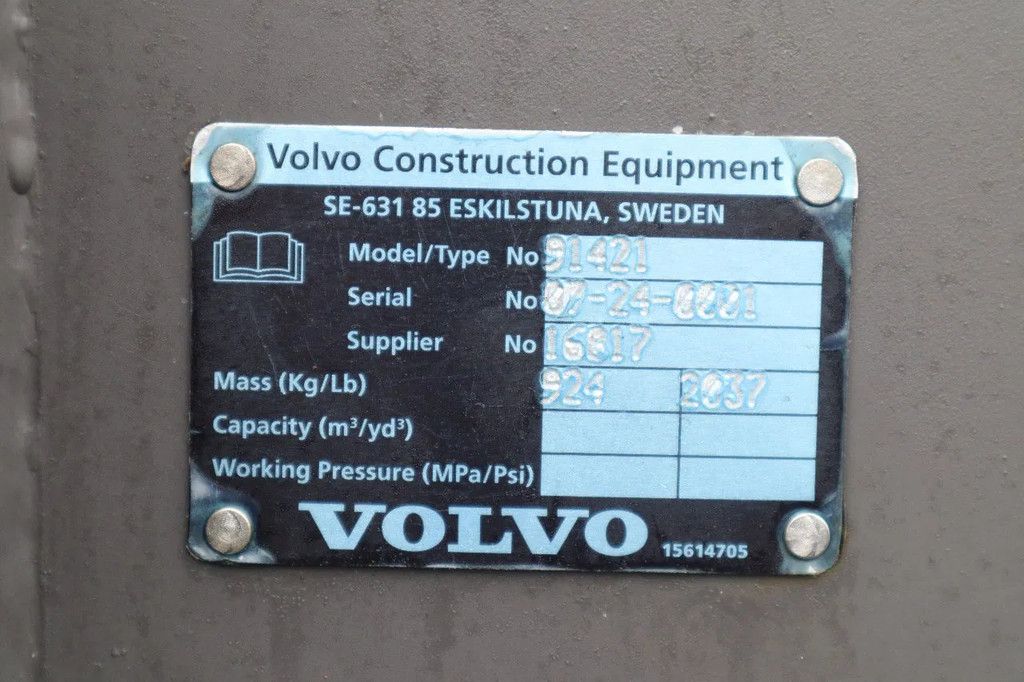 Volvo Construction Equipment
SE-631 85 ESKILSTUNA, SWEDEN
Model/Type No 91421
Serial No 07-24-0001
Supplier No 16817
Mass (Kg/Lb) 924 2037
Capacity (m³/yd³)
Working Pressure (MPa/Psi)
VOLVO 15614705